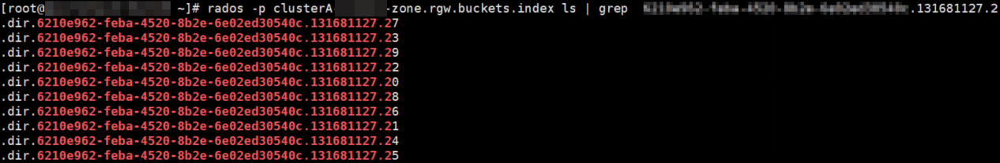 [root@ ~]# rados -p clusterA- -zone.rgw.buckets.index ls | grep .131681127.2
.dir.6210e962-feba-4520-8b2e-6e02ed30540c.131681127.27
.dir.6210e962-feba-4520-8b2e-6e02ed30540c.131681127.23
.dir.6210e962-feba-4520-8b2e-6e02ed30540c.131681127.29
.dir.6210e962-feba-4520-8b2e-6e02ed30540c.131681127.22
.dir.6210e962-feba-4520-8b2e-6e02ed30540c.131681127.20
.dir.6210e962-feba-4520-8b2e-6e02ed30540c.131681127.28
.dir.6210e962-feba-4520-8b2e-6e02ed30540c.131681127.26
.dir.6210e962-feba-4520-8b2e-6e02ed30540c.131681127.21
.dir.6210e962-feba-4520-8b2e-6e02ed30540c.131681127.24
.dir.6210e962-feba-4520-8b2e-6e02ed30540c.131681127.25